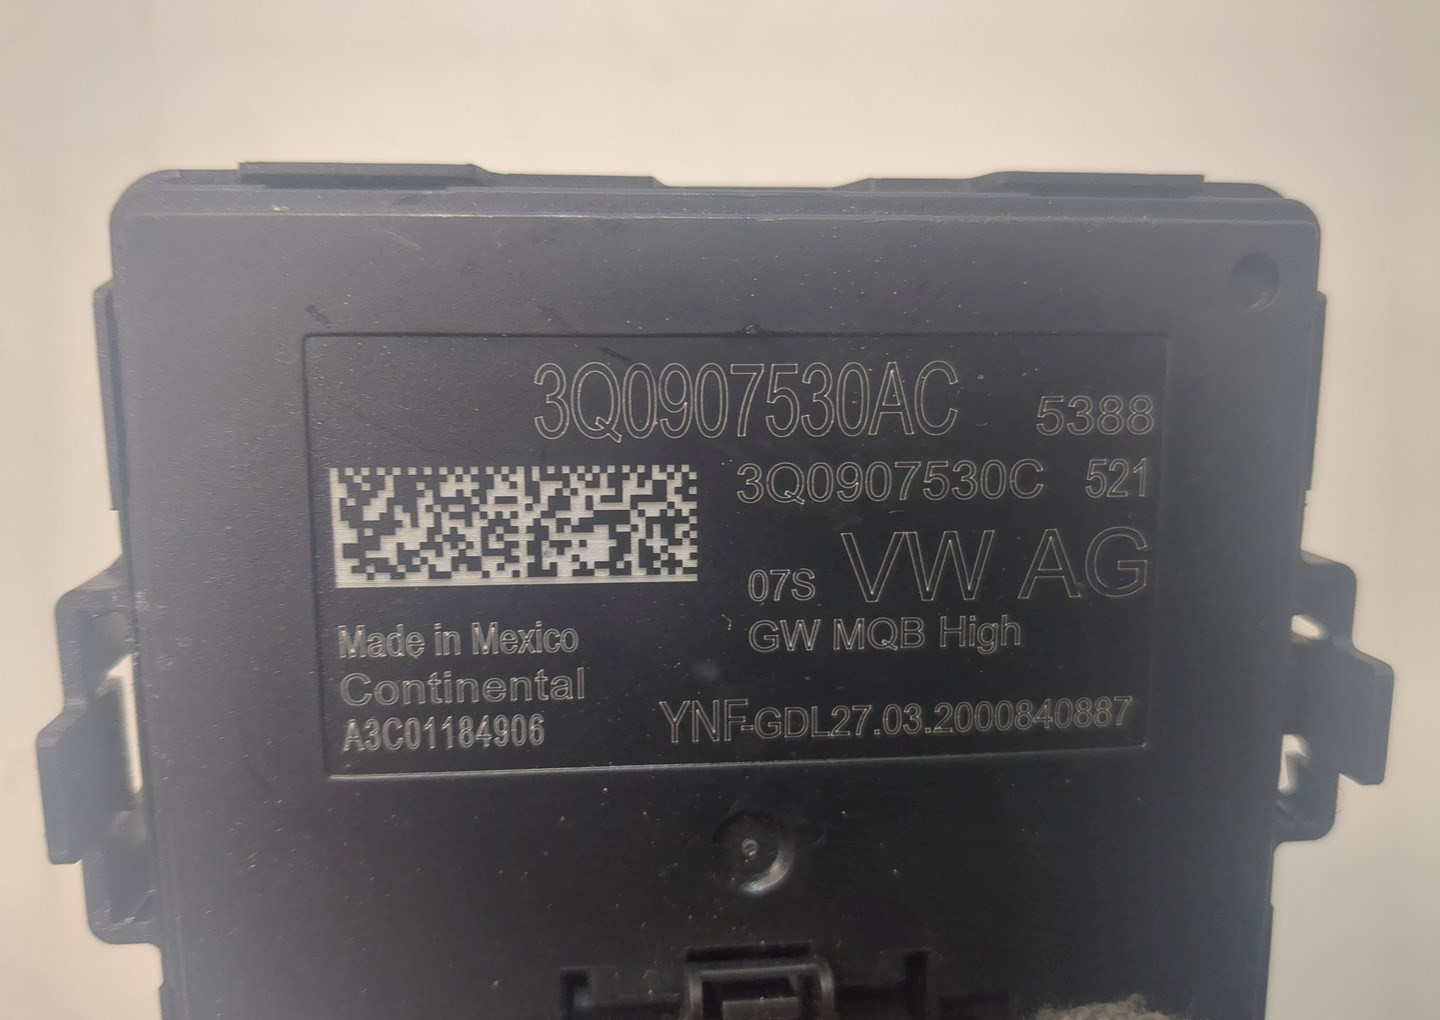 3Q0907530AC 5388
3Q0907530C 521
07S VW AG
GW MQB High
Made in Mexico
Continental
A3C01184906
YNF-GDL27.03.2000840887